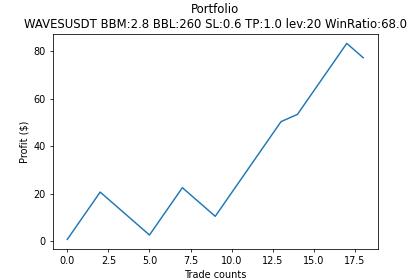 Portfolio
WAVESUSDT BBM:2.8 BBL:260 SL:0.6 TP:1.0 lev:20 WinRatio:68.0
80
60
40
20
0
Profit ($)
0.0 2.5 5.0 7.5 10.0 12.5 15.0 17.5
Trade counts